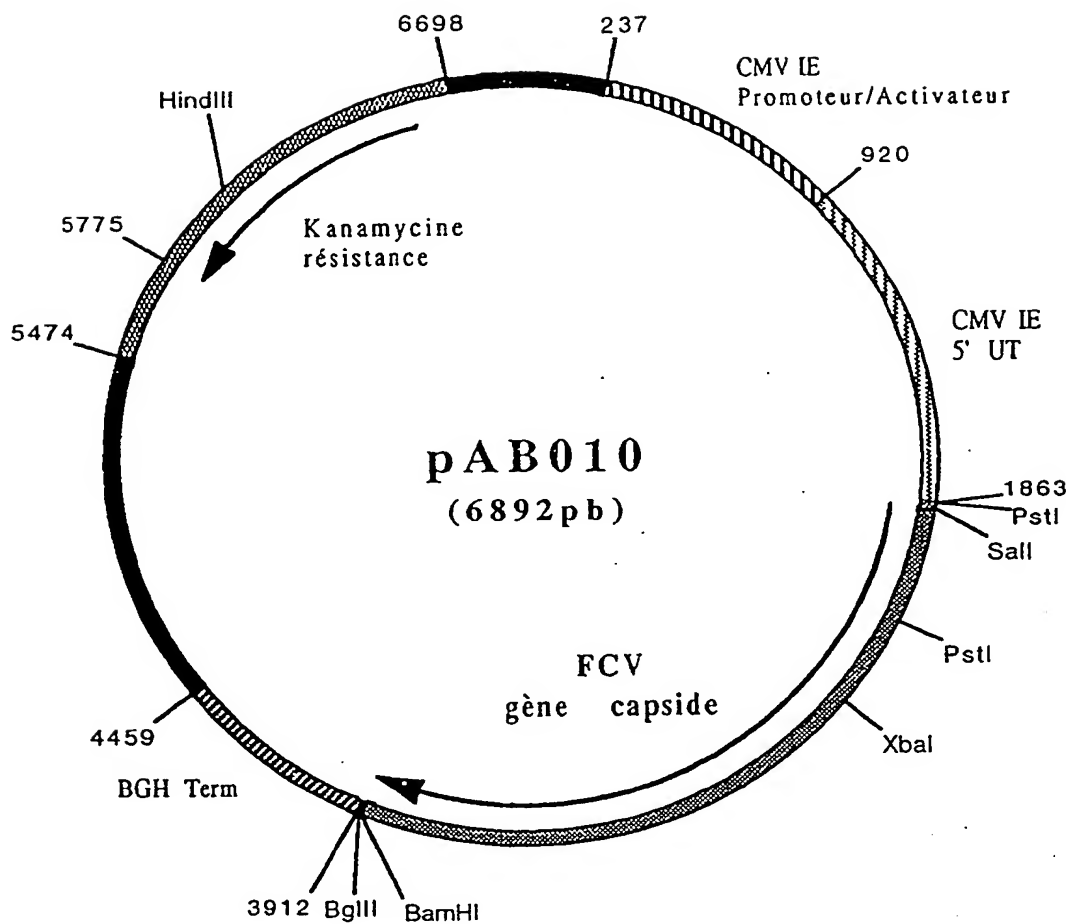 6698
237
CMV IE
Promoteur/Activateur
HindIII
920
5775
Kanamycine
résistance
5474
CMV IE
5' UT
pAB010
(6892pb)
1863
PstI
SalI
PstI
FCV
gène capside
XbaI
4459
BGH Term
3912 BglII BamHI